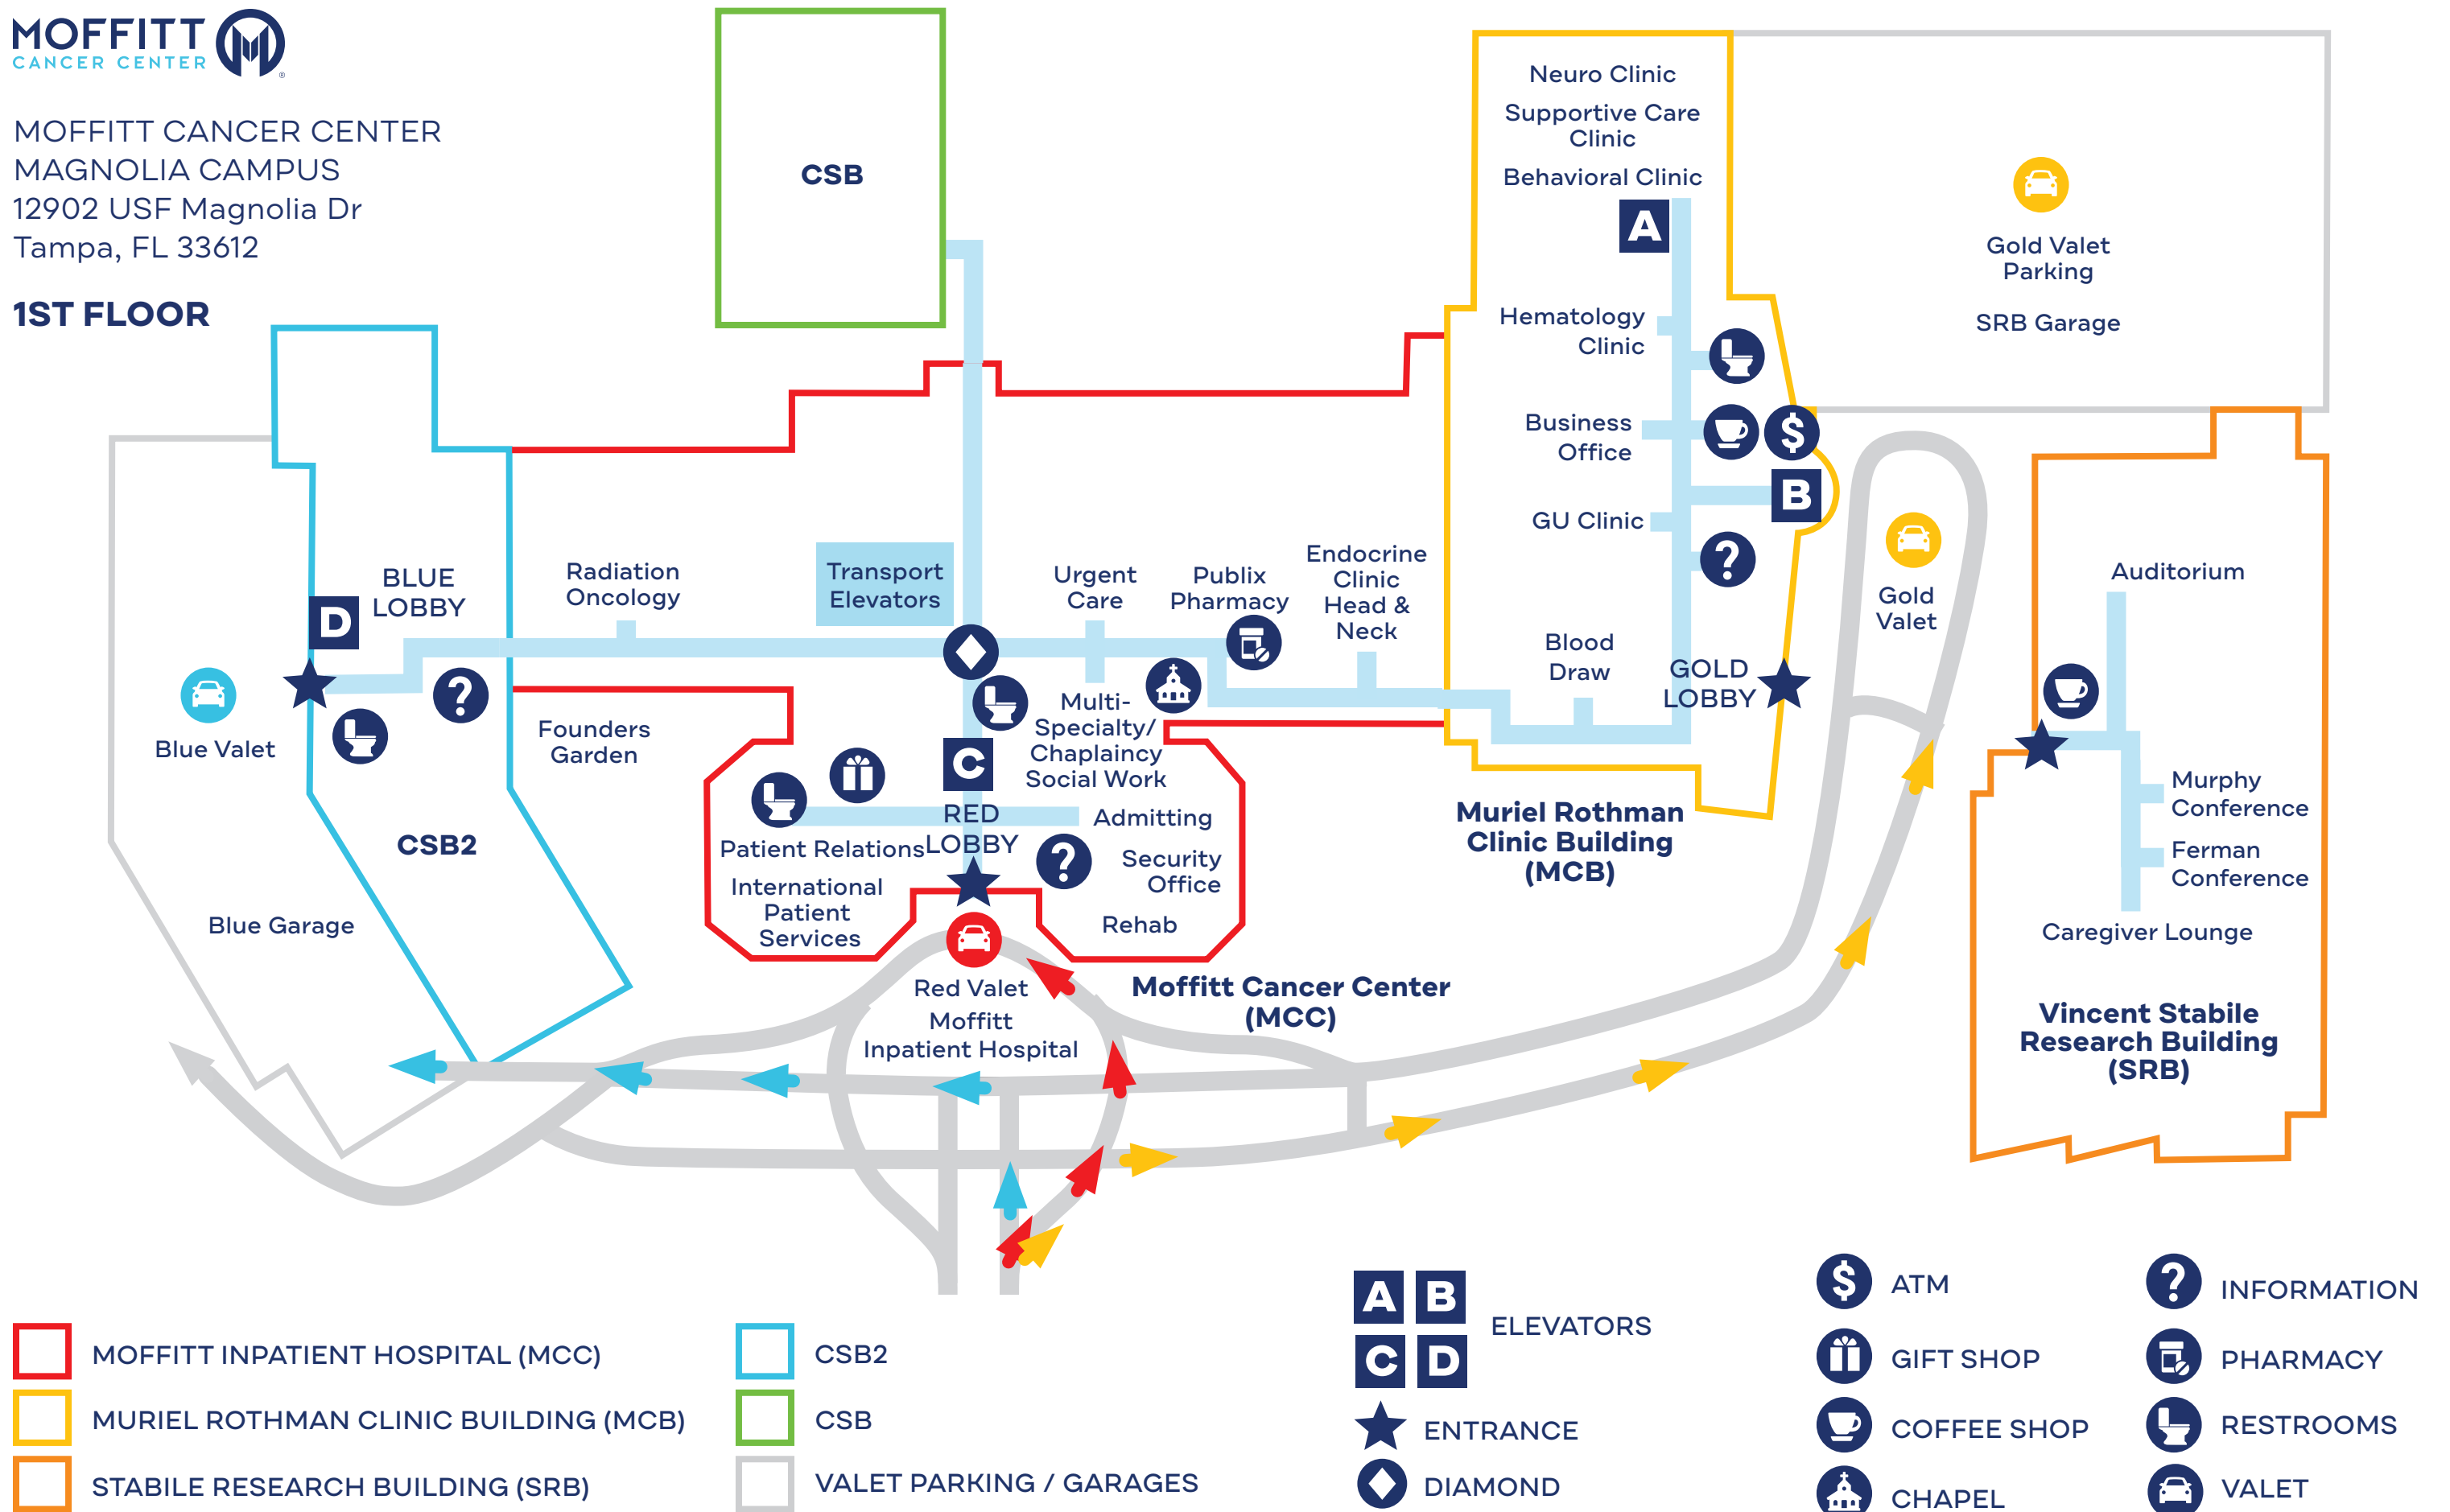 MOFFITT
CANCER CENTER
®
MOFFITT CANCER CENTER
MAGNOLIA CAMPUS
12902 USF Magnolia Dr
Tampa, FL 33612
1ST FLOOR
CSB
Neuro Clinic
Supportive Care
Clinic
Behavioral Clinic
A
Hematology
Clinic
Business
Office
$
B
GU Clinic
?
Blood
Draw
GOLD
LOBBY
Gold Valet
Parking
SRB Garage
Gold
Valet
Auditorium
Murphy
Conference
Ferman
Conference
Caregiver Lounge
Vincent Stabile
Research Building
(SRB)
Muriel Rothman
Clinic Building
(MCB)
BLUE
LOBBY
D
?
Blue Valet
Blue Garage
CSB2
Radiation
Oncology
Founders
Garden
Transport
Elevators
Urgent
Care
Publix
Pharmacy
Endocrine
Clinic
Head &
Neck
Multi-
Specialty/
Chaplaincy
Social Work
C
RED
LOBBY
?
Admitting
Patient Relations
Security
Office
International
Patient
Services
Rehab
Red Valet
Moffitt
Inpatient Hospital
Moffitt Cancer Center
(MCC)
MOFFITT INPATIENT HOSPITAL (MCC)
MURIEL ROTHMAN CLINIC BUILDING (MCB)
STABILE RESEARCH BUILDING (SRB)
CSB2
CSB
VALET PARKING / GARAGES
A B
C D
ELEVATORS
ENTRANCE
DIAMOND
$ ATM
GIFT SHOP
COFFEE SHOP
CHAPEL
? INFORMATION
PHARMACY
RESTROOMS
VALET